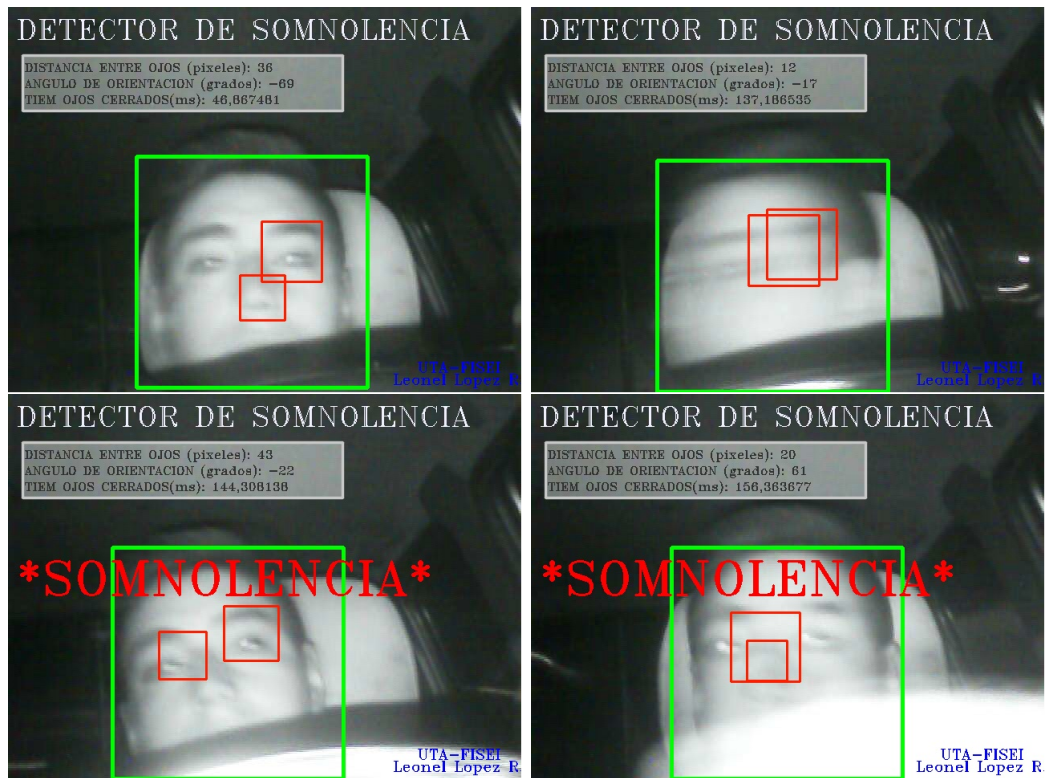 DETECTOR DE SOMNOLENCIA
DISTANCIA ENTRE OJOS (pixeles): 36
ANGULO DE ORIENTACION (grados): -69
TIEM OJOS CERRADOS(ms): 46,867481
UTA-FISEI
Leonel Lopez R
DETECTOR DE SOMNOLENCIA
DISTANCIA ENTRE OJOS (pixeles): 12
ANGULO DE ORIENTACION (grados): -17
TIEM OJOS CERRADOS(ms): 137,186535
UTA-FISEI
Leonel Lopez R
DETECTOR DE SOMNOLENCIA
DISTANCIA ENTRE OJOS (pixeles): 43
ANGULO DE ORIENTACION (grados): -22
TIEM OJOS CERRADOS(ms): 144,308138
*SOMNOLENCIA*
UTA-FISEI
Leonel Lopez R.
DETECTOR DE SOMNOLENCIA
DISTANCIA ENTRE OJOS (pixeles): 20
ANGULO DE ORIENTACION (grados): 61
TIEM OJOS CERRADOS(ms): 156,363677
*SOMNOLENCIA*
UTA-FISEI
Leonel Lopez R.